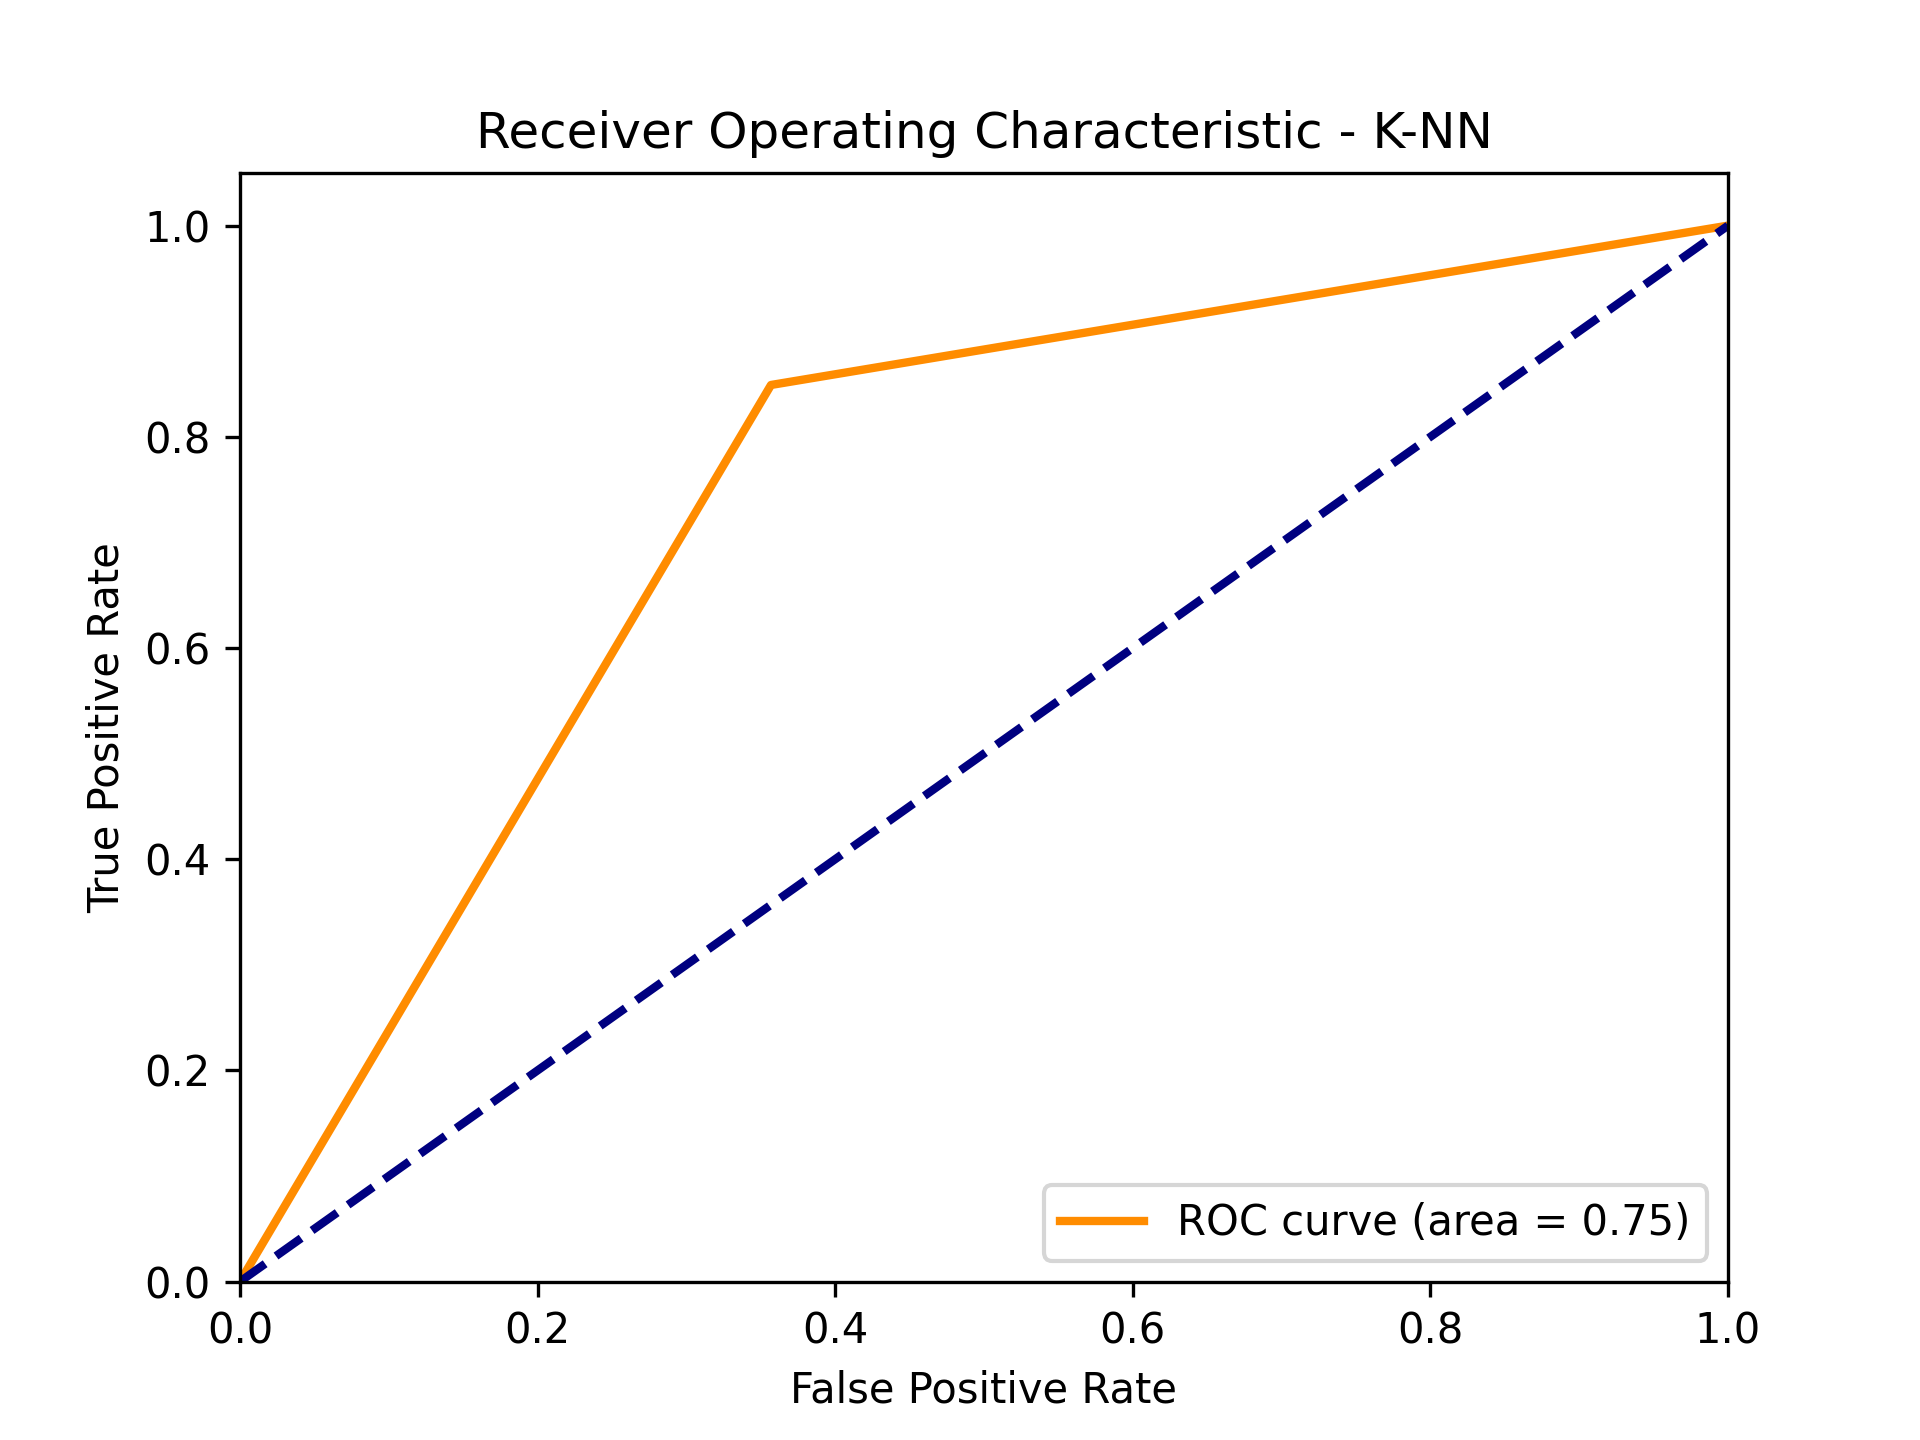 Receiver Operating Characteristic - K-NN
1.0
0.8
0.6
0.4
0.2
0.0
True Positive Rate
ROC curve (area = 0.75)
0.0 0.2 0.4 0.6 0.8 1.0
False Positive Rate